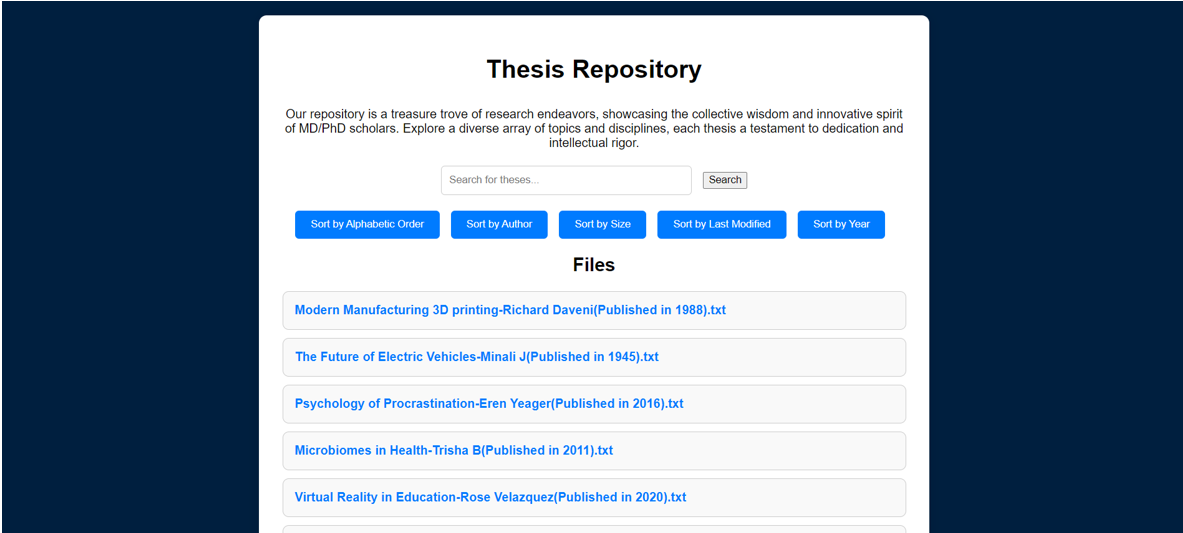 Thesis Repository
Our repository is a treasure trove of research endeavors, showcasing the collective wisdom and innovative spirit
of MD/PhD scholars. Explore a diverse array of topics and disciplines, each thesis a testament to dedication and
intellectual rigor.
Search for theses... Search
Sort by Alphabetic Order Sort by Author Sort by Size Sort by Last Modified Sort by Year
Files
Modern Manufacturing 3D printing-Richard Daveni(Published in 1988).txt
The Future of Electric Vehicles-Minali J(Published in 1945).txt
Psychology of Procrastination-Eren Yeager(Published in 2016).txt
Microbiomes in Health-Trisha B(Published in 2011).txt
Virtual Reality in Education-Rose Velazquez(Published in 2020).txt